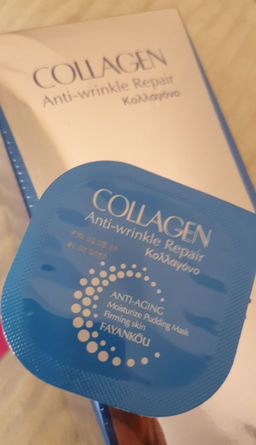 COLLAGEN
Anti-wrinkle Repair
Κολλαγόνο
COLLAGEN
Anti-wrinkle Repair
Κολλαγόνο
ANTI-AGING
Moisturize Pudding Mask
Firming skin
FAYANKOU